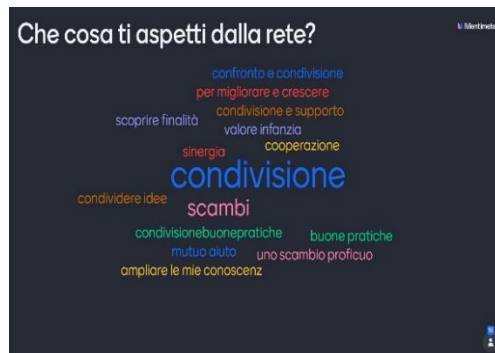 Che cosa ti aspetti dalla rete?
Mentimete
confronto e condivisione
per migliorare e crescere
condivisione e supporto
scoprire finalità
valore infanzia
cooperazione
sinergia
condivisione
condividere idee
scambi
condivisionebuonepratiche
buone pratiche
mutuo aiuto
uno scambio proficuo
ampliare le mie conoscenz